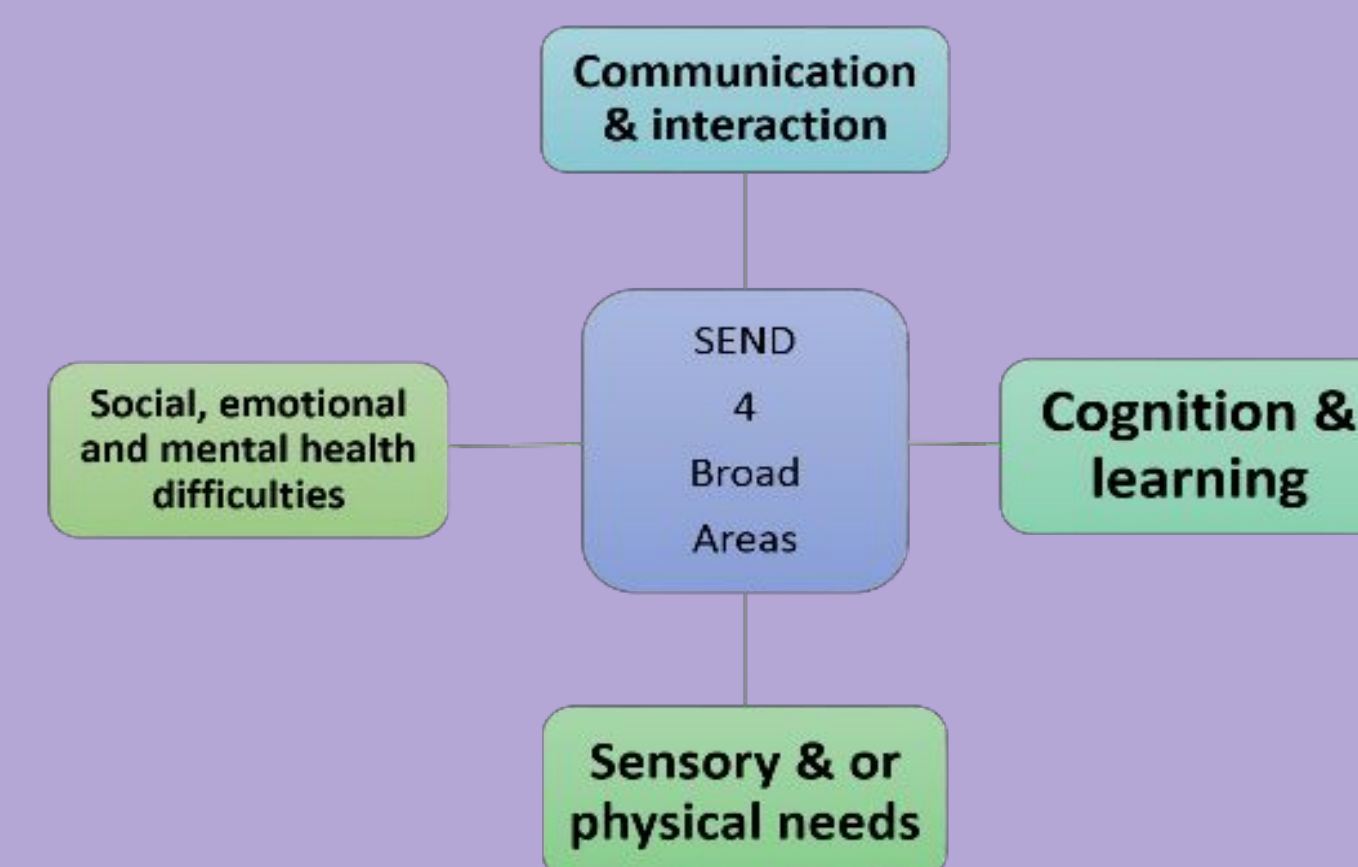 Communication
& interaction
Social, emotional
and mental health
difficulties
SEND
4
Broad
Areas
Cognition &
learning
Sensory & or
physical needs